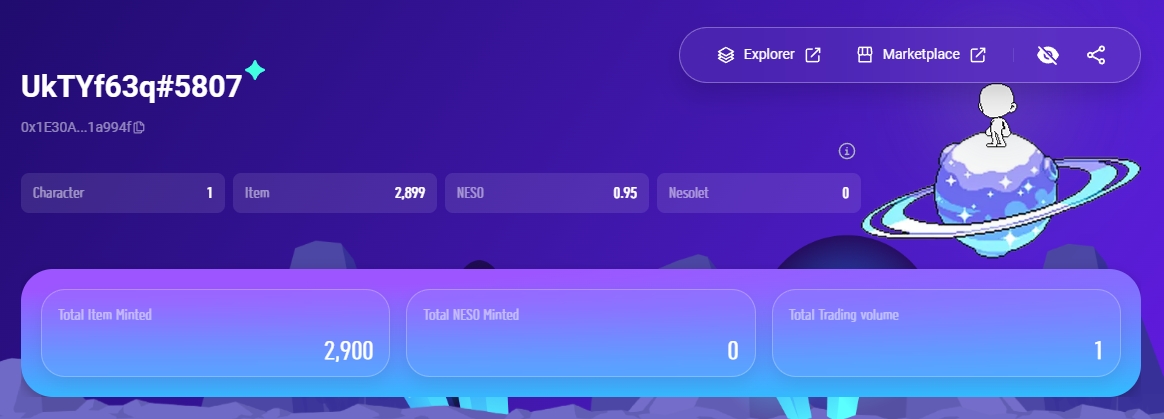 Explorer Marketplace
UkTYf63q#5807
0x1E30A...1a994f
Character 1 Item 2,899 NESO 0.95 Nesolet 0
Total Item Minted Total NESO Minted Total Trading volume
2,900 0 1